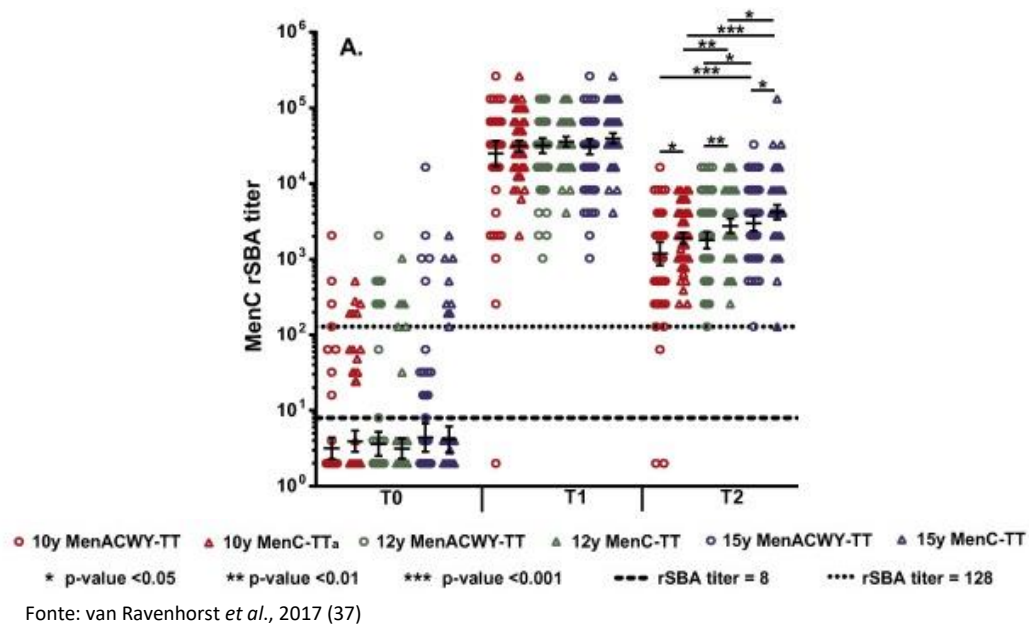 A.
*
***
**
*
***
*
*
**
MenC rSBA titer
10⁶
10⁵
10⁴
10³
10²
10¹
10⁰
T0 T1 T2
10y MenACWY-TT 10y MenC-TTa 12y MenACWY-TT 12y MenC-TT 15y MenACWY-TT 15y MenC-TT
* p-value <0.05 ** p-value <0.01 *** p-value <0.001 rSBA titer = 8 rSBA titer = 128
Fonte: van Ravenhorst et al., 2017 (37)